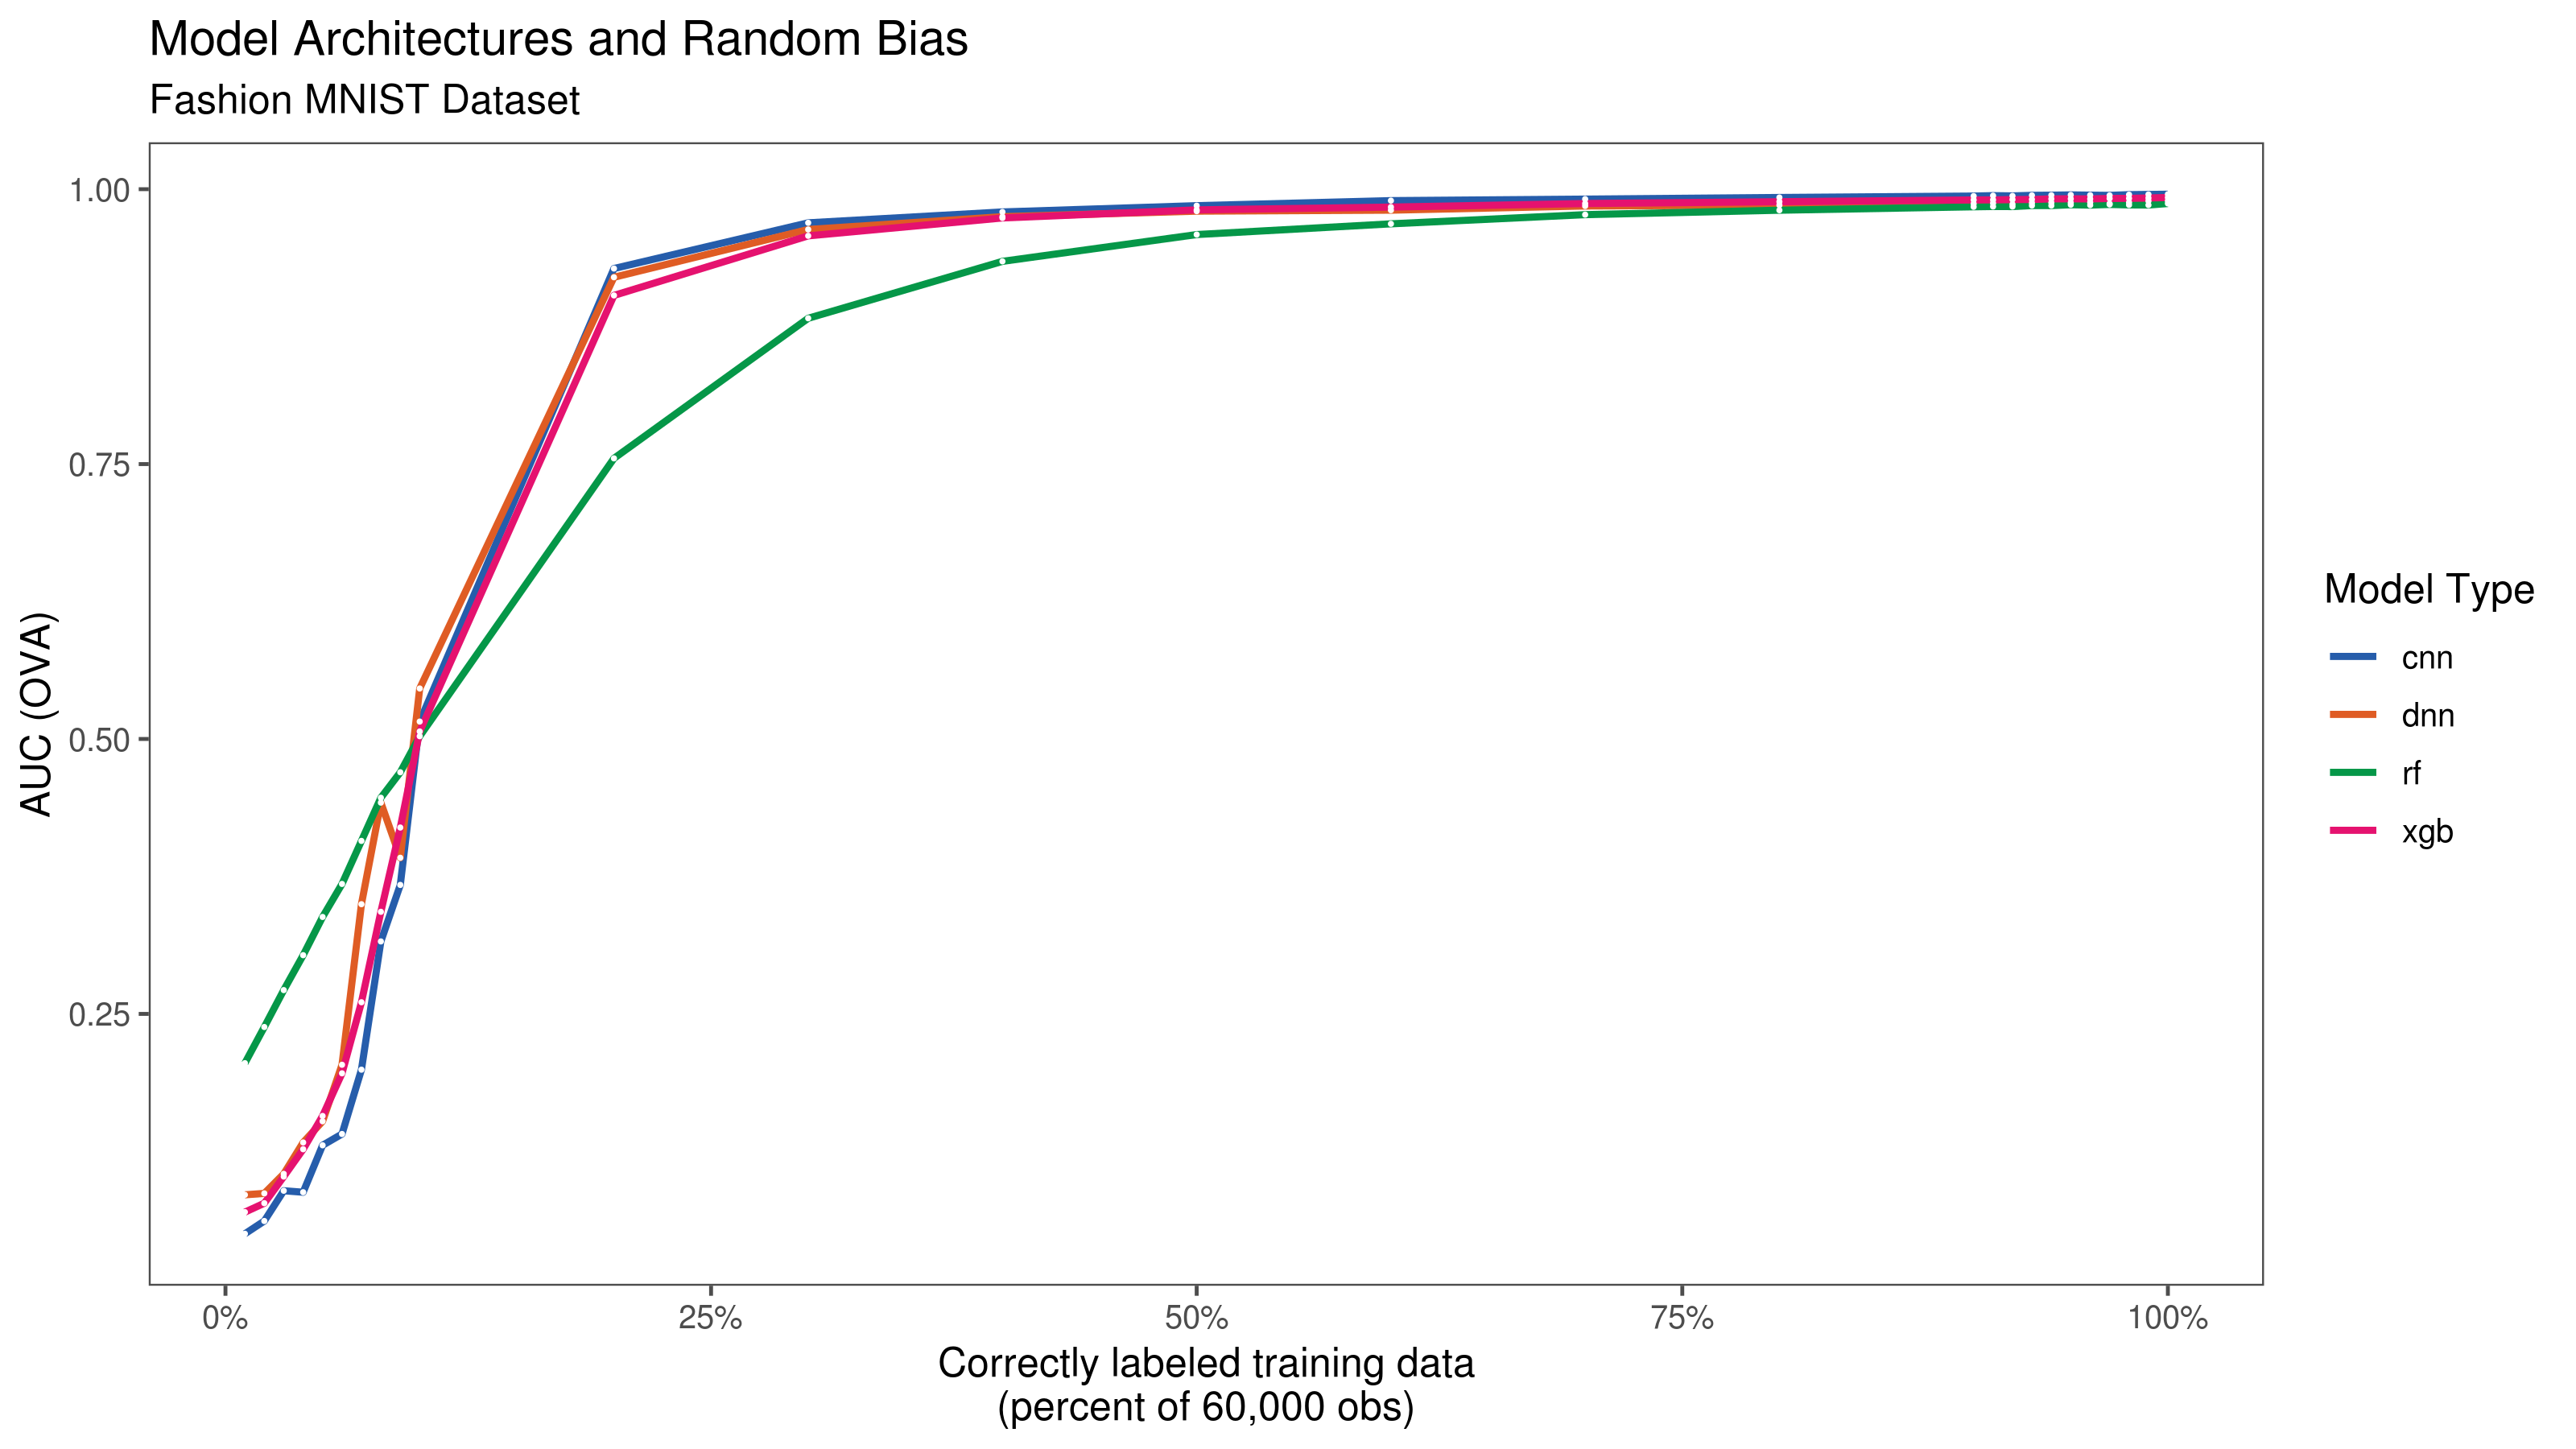 Model Architectures and Random Bias
Fashion MNIST Dataset
1.00
0.75
0.50
0.25
AUC (OVA)
0%
25%
50%
75%
100%
Correctly labeled training data
(percent of 60,000 obs)
Model Type
cnn
dnn
rf
xgb